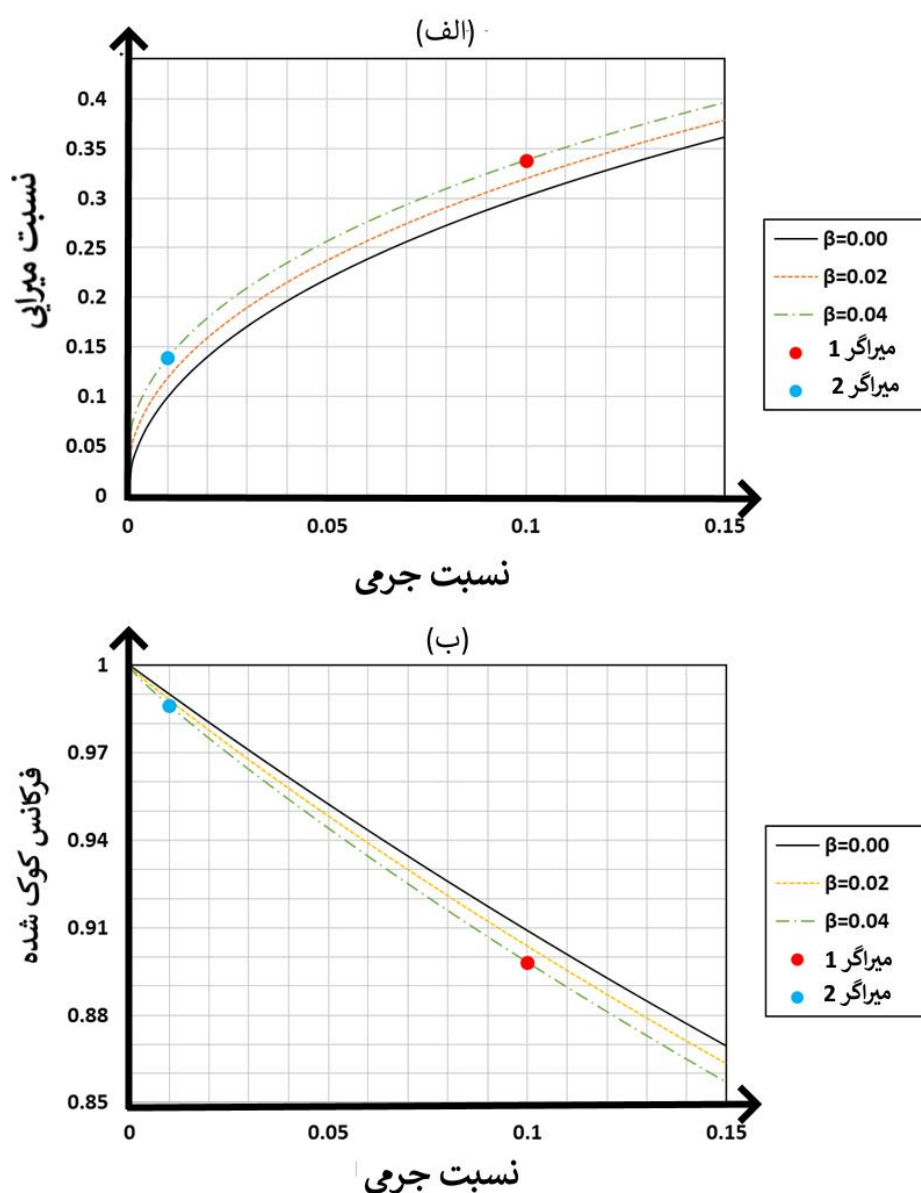 (الف)
0.4
0.35
0.3
0.25
0.2
0.15
0.1
0.05
0
نسبت میرایی
0
0.05
0.1
0.15
نسبت جرمی
β=0.00
β=0.02
β=0.04
میراگر 1
میراگر 2
(ب)
1
0.97
0.94
0.91
0.88
0.85
فرکانس کوک شده
0
0.05
0.1
0.15
نسبت جرمی
β=0.00
β=0.02
β=0.04
میراگر 1
میراگر 2